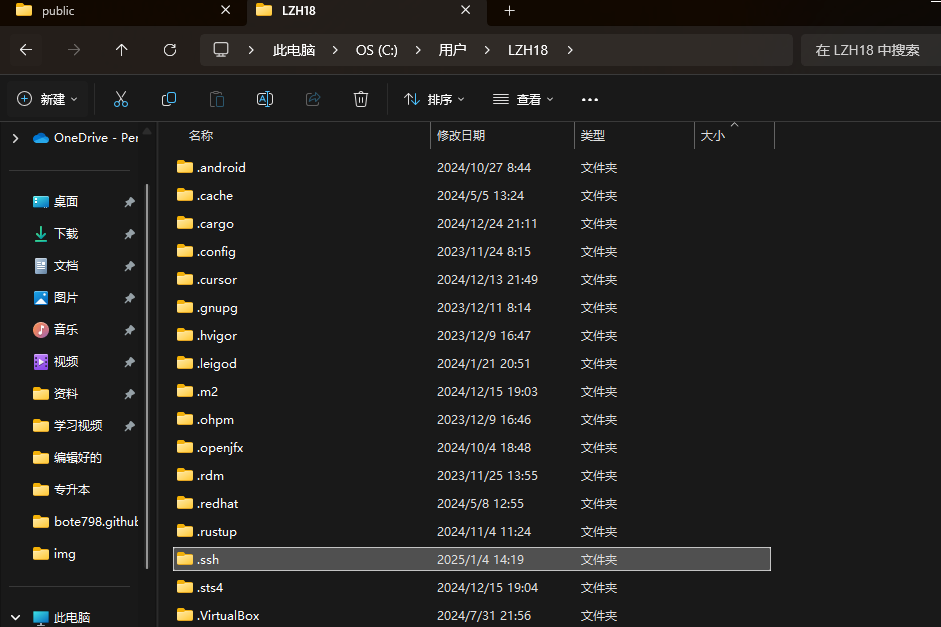 public
LZH18
此电脑 OS (C:) 用户 LZH18
在 LZH18 中搜索
新建 排序 查看
OneDrive - Per
桌面
下载
文档
图片
音乐
视频
资料
学习视频
编辑好的
专升本
bote798.github
img
此电脑
名称 修改日期 类型 大小
.android 2024/10/27 8:44 文件夹
.cache 2024/5/5 13:24 文件夹
.cargo 2024/12/24 21:11 文件夹
.config 2023/11/24 8:15 文件夹
.cursor 2024/12/13 21:49 文件夹
.gnupg 2023/12/11 8:14 文件夹
.hvigor 2023/12/9 16:47 文件夹
.leigod 2024/1/21 20:51 文件夹
.m2 2024/12/15 19:03 文件夹
.ohpm 2023/12/9 16:46 文件夹
.openjfx 2024/10/4 18:48 文件夹
.rdm 2023/11/25 13:55 文件夹
.redhat 2024/5/8 12:55 文件夹
.rustup 2024/11/4 11:24 文件夹
.ssh 2025/1/4 14:19 文件夹
.sts4 2024/12/15 19:04 文件夹
.VirtualBox 2024/7/31 21:56 文件夹